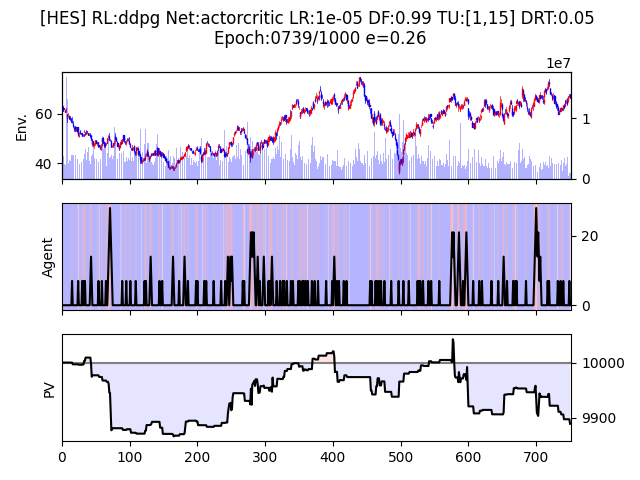 [HES] RL:ddpg Net:actorcritic LR:1e-05 DF:0.99 TU:[1,15] DRT:0.05
Epoch:0739/1000 e=0.26
1e7
Env.
60
40
1
0
Agent
20
0
PV
10000
9900
0 100 200 300 400 500 600 700